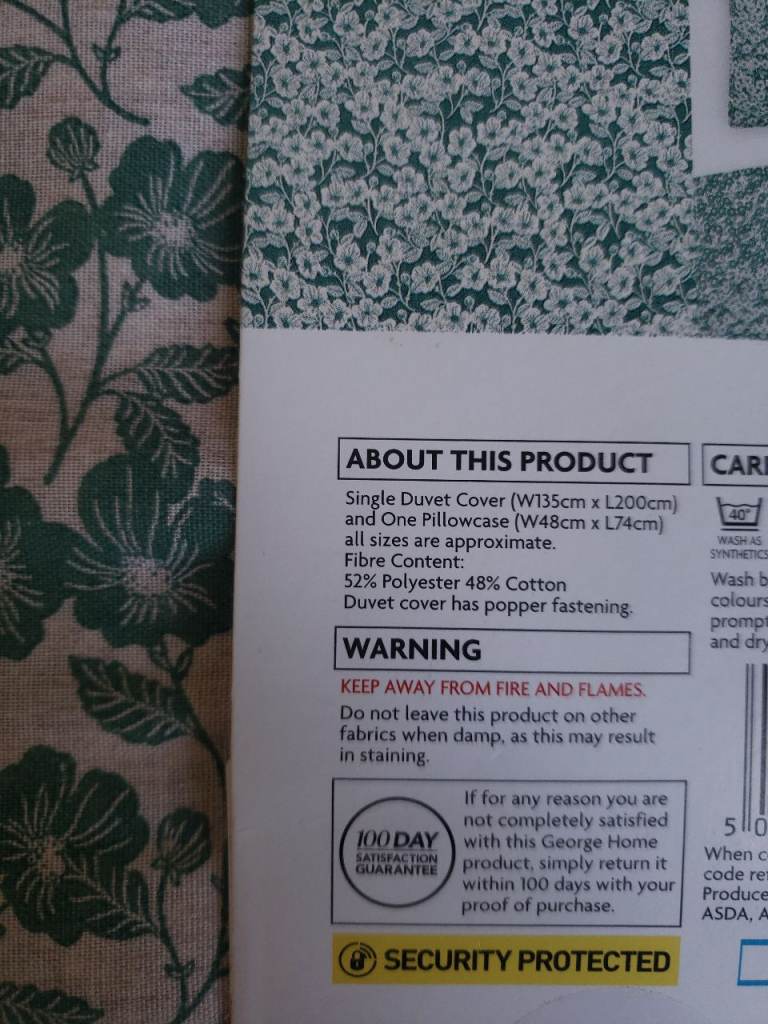 ABOUT THIS PRODUCT
Single Duvet Cover (W135cm x L200cm)
and One Pillowcase (W48cm x L74cm)
all sizes are approximate.
Fibre Content:
52% Polyester 48% Cotton
Duvet cover has popper fastening.
WARNING
KEEP AWAY FROM FIRE AND FLAMES.
Do not leave this product on other
fabrics when damp, as this may result
in staining.
100 DAY
SATISFACTION
GUARANTEE
If for any reason you are
not completely satisfied
with this George Home
product, simply return it
within 100 days with your
proof of purchase.
SECURITY PROTECTED
40°
WASH AS
SYNTHETICS
Wash
colours
and dry
5 0
When
code
Produce
ASDA,